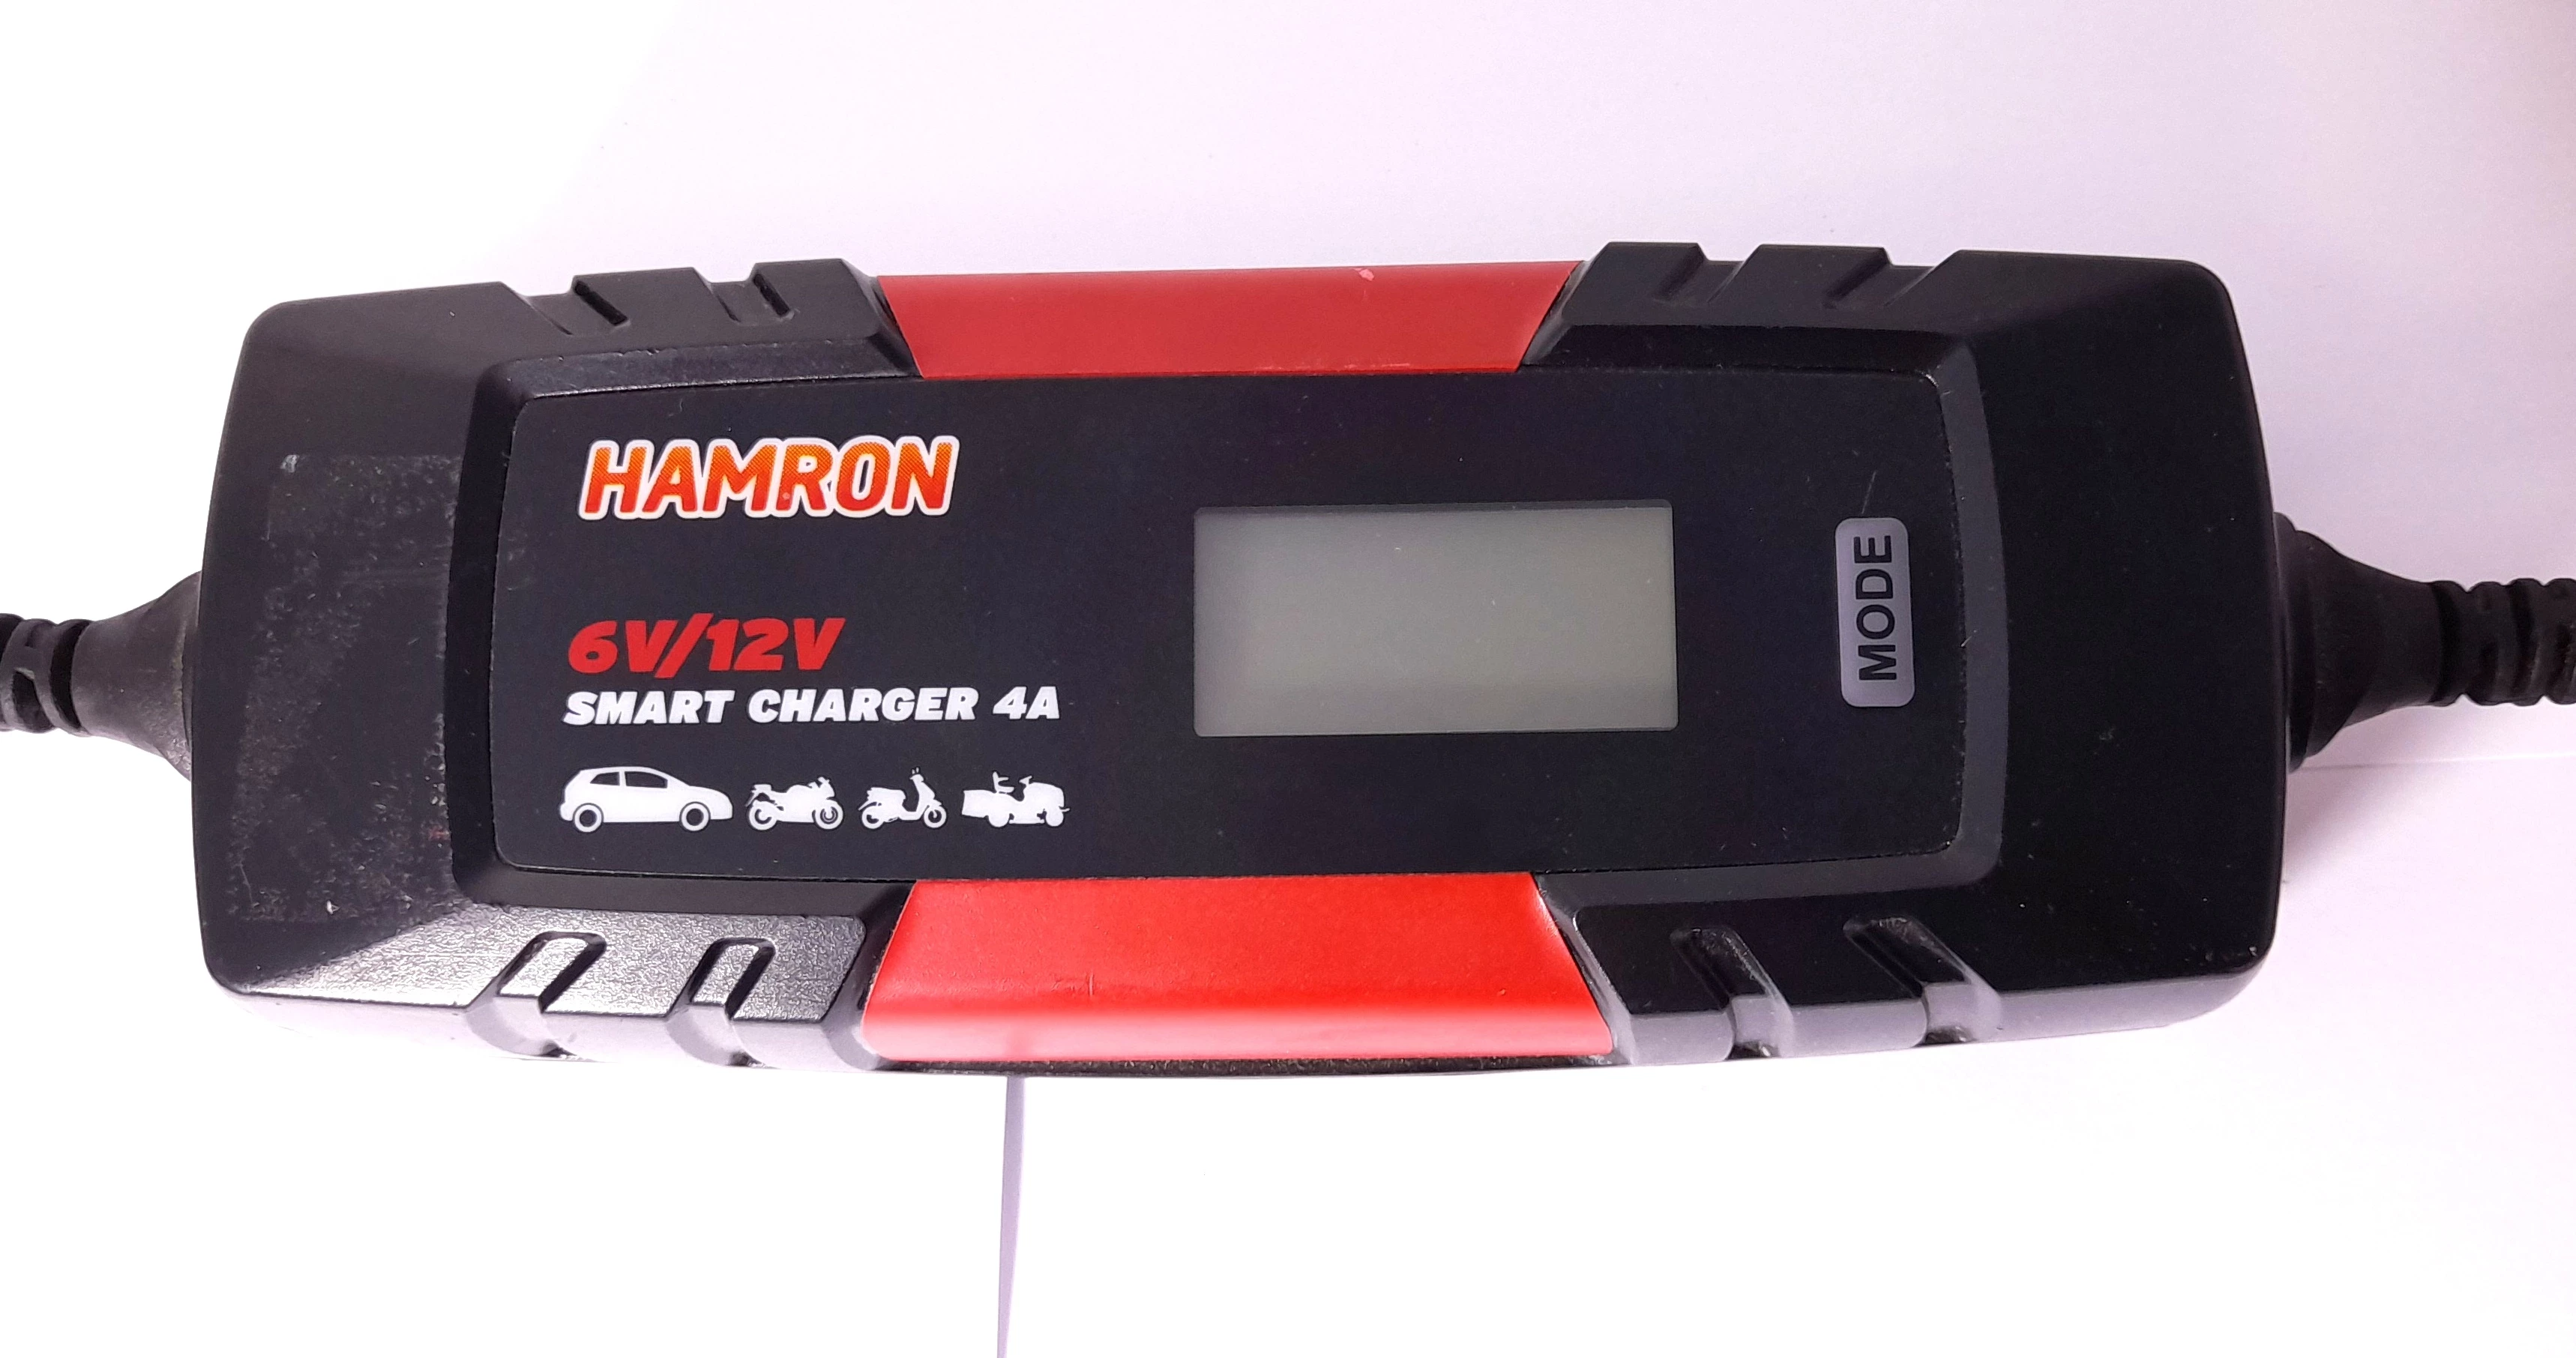 HAMRON
6V/12V
SMART CHARGER 4A
MODE